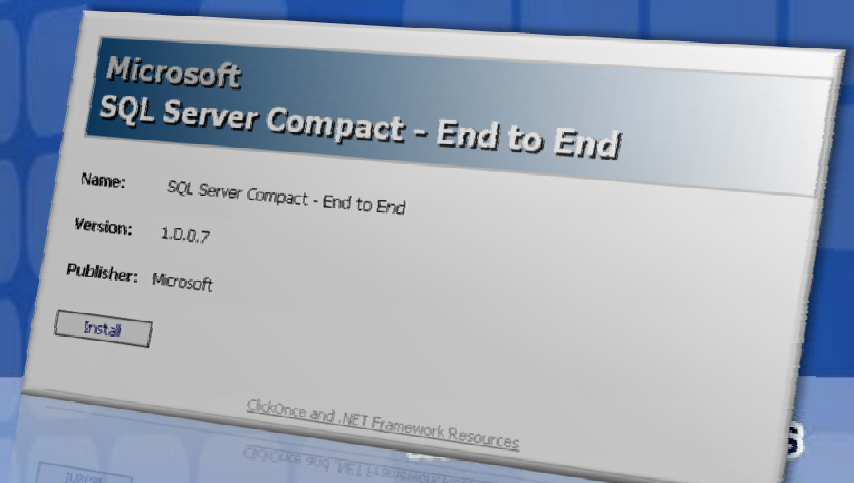 Microsoft
SQL Server Compact - End to End
Name: SQL Server Compact - End to End
Version: 1.0.0.7
Publisher: Microsoft
Install
ClickOnce and .NET Framework Resources